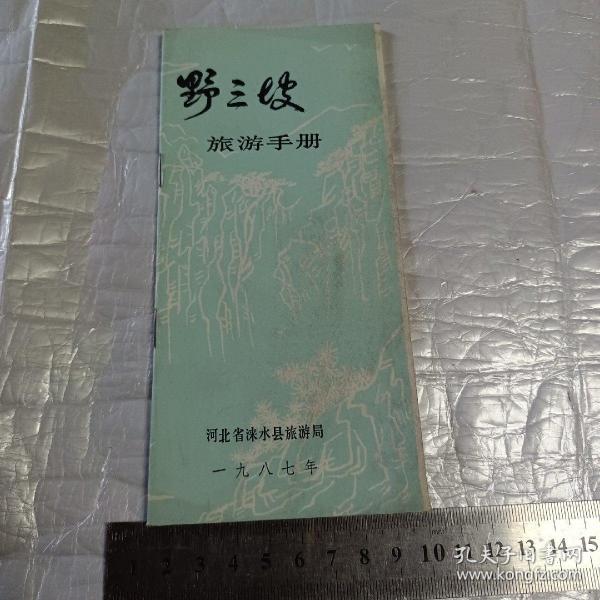 野三坡
旅游手册
河北省涞水县旅游局
一九八七年
1 2 3 4 5 6 7 8 9 10 11 12 13 14 15
孔夫子旧书网
www.kongfz.com